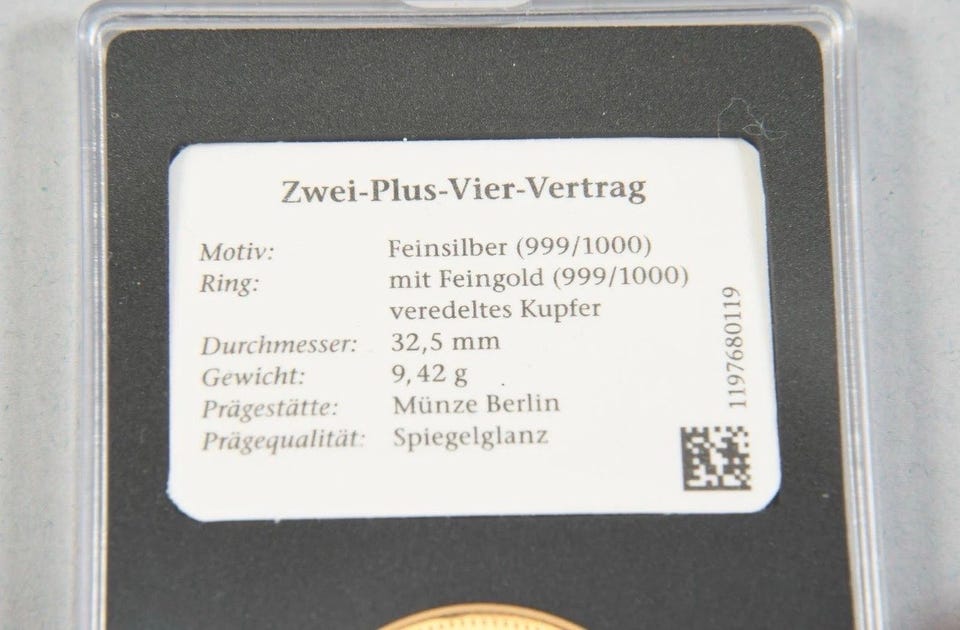 Zwei-Plus-Vier-Vertrag
Motiv: Feinsilber (999/1000)
Ring: mit Feingold (999/1000)
veredeltes Kupfer
Durchmesser: 32,5 mm
Gewicht: 9,42 g
Prägestätte: Münze Berlin
Prägequalität: Spiegelglanz
1197680119